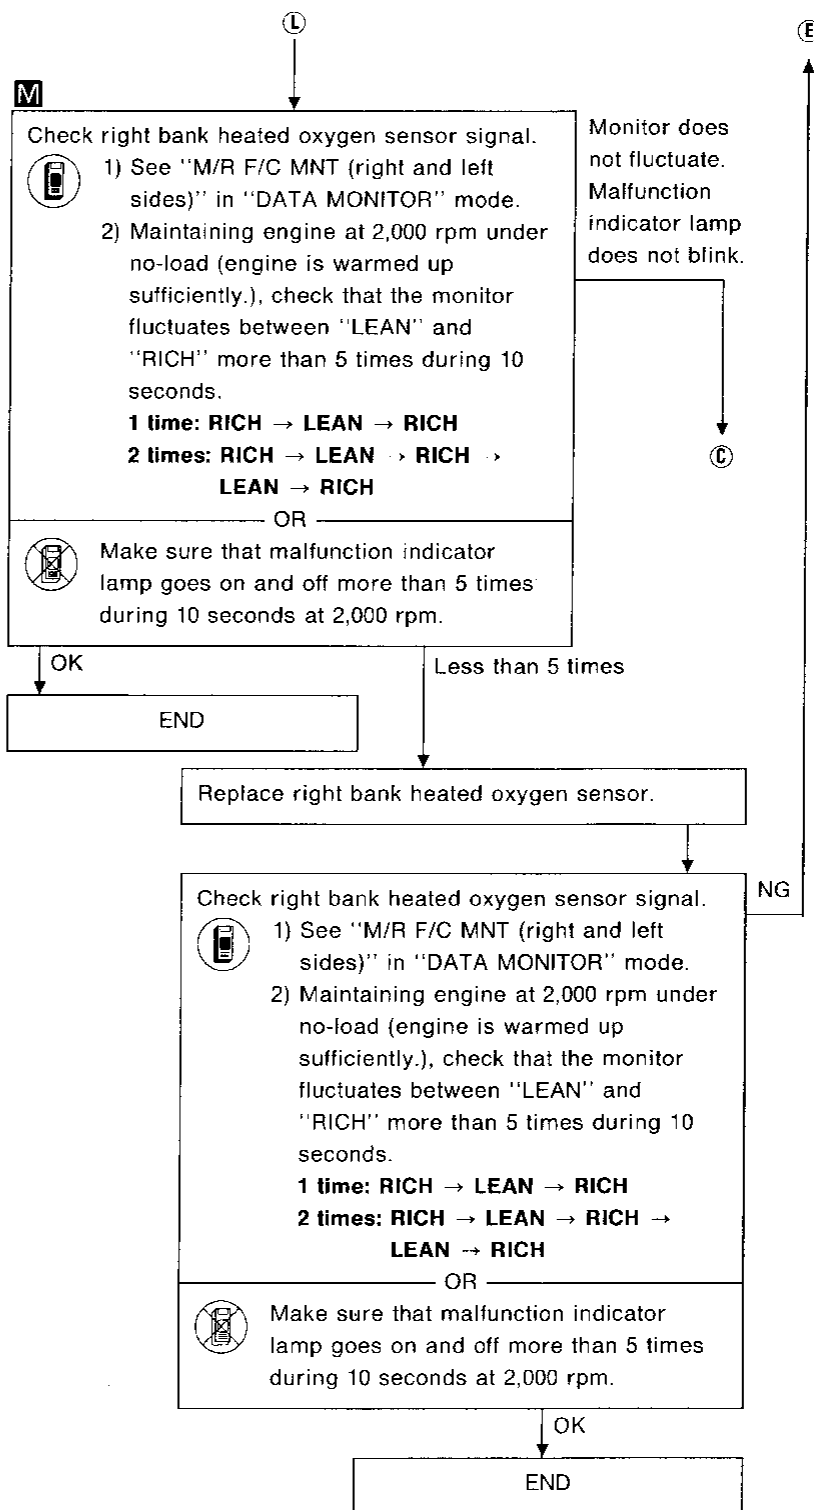 L
E
M
Check right bank heated oxygen sensor signal.
1) See "M/R F/C MNT (right and left
sides)" in "DATA MONITOR" mode.
2) Maintaining engine at 2,000 rpm under
no-load (engine is warmed up
sufficiently.), check that the monitor
fluctuates between "LEAN" and
"RICH" more than 5 times during 10
seconds.
1 time: RICH → LEAN → RICH
2 times: RICH → LEAN → RICH →
LEAN → RICH
OR
Make sure that malfunction indicator
lamp goes on and off more than 5 times
during 10 seconds at 2,000 rpm.
Monitor does
not fluctuate.
Malfunction
indicator lamp
does not blink.
C
OK
Less than 5 times
END
Replace right bank heated oxygen sensor.
NG
Check right bank heated oxygen sensor signal.
1) See "M/R F/C MNT (right and left
sides)" in "DATA MONITOR" mode.
2) Maintaining engine at 2,000 rpm under
no-load (engine is warmed up
sufficiently.), check that the monitor
fluctuates between "LEAN" and
"RICH" more than 5 times during 10
seconds.
1 time: RICH → LEAN → RICH
2 times: RICH → LEAN → RICH →
LEAN → RICH
OR
Make sure that malfunction indicator
lamp goes on and off more than 5 times
during 10 seconds at 2,000 rpm.
OK
END